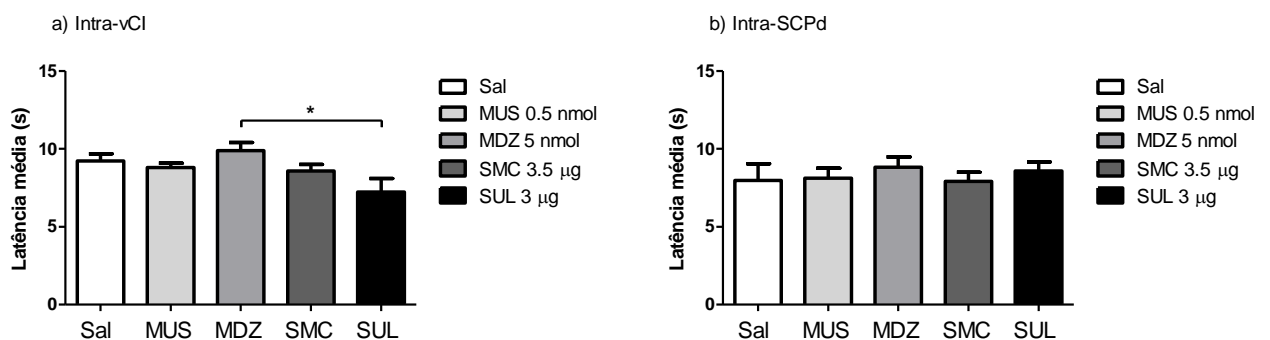 a) Intra-vCI
Latência média (s)
15
10
5
0
*
Sal MUS MDZ SMC SUL
Sal
MUS 0.5 nmol
MDZ 5 nmol
SMC 3.5 µg
SUL 3 µg
b) Intra-SCPd
Latência média (s)
15
10
5
0
Sal MUS MDZ SMC SUL
Sal
MUS 0.5 nmol
MDZ 5 nmol
SMC 3.5 µg
SUL 3 µg